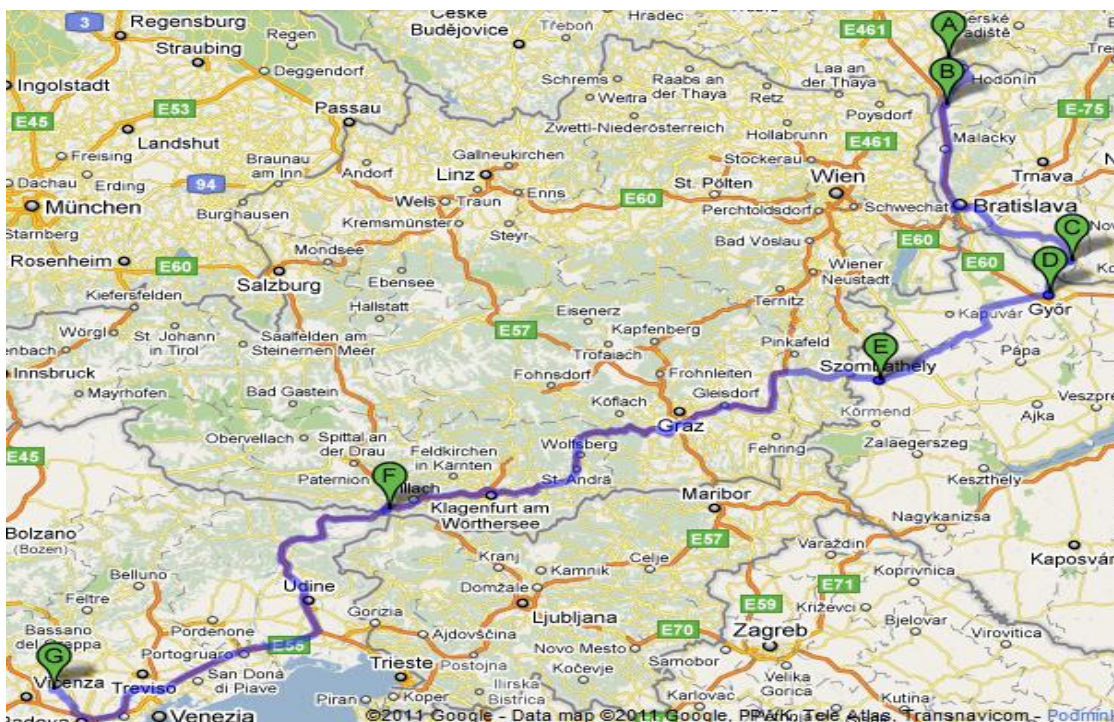 3
Regensburg
Straubing
Regen
České
Budějovice
Třeboň
Hradec
E461
A
Hodonín
Ingolstadt
Deggendorf
E53
Passau
Schrems
Waidhofen
Raabs an
der Thaya
Weitra
Retz
Laa an
der Thaya
Poysdorf
B
E-75
E45
Landshut
Zwettl-Niederösterreich
Hollabrunn
Malacky
Freising
Erding
Dachau
94
Braunau
am Inn
Andorf
Gallneukirchen
Linz
Stockerau
E461
Trnava
München
Burghausen
Wels
Traun
Enns
E60
St. Pölten
Wien
Schwechat
Bratislava
Starnberg
Kremsmünster
Steyr
Perchtoldsdorf
C
Rosenheim
E60
Mondsee
Bad Vöslau
E60
D
Salzburg
Ebensee
Wiener
Neustadt
Kiefersfelden
Hallstatt
Eisenerz
Ternitz
Kapuvár
Győr
Wörgl
St. Johann
in Tirol
Saalfelden am
Steinernen Meer
E57
Kapfenberg
Pinkafeld
E
Pápa
Innsbruck
Mayrhofen
Bad Gastein
Trofaiach
Fohnsdorf
Frohnleiten
Köflach
Gleisdorf
Körmend
Ajka
Graz
Obervellach
Spittal an
der Drau
Feldkirchen
in Kärnten
Wolfsberg
Fehring
Zalaegerszeg
E45
Paternion
F
St. Andrä
Keszthely
Klagenfurt am
Wörthersee
Maribor
Bolzano
(Bozen)
Nagykanizsa
Kranj
E57
Varaždin
Belluno
Kamnik
Celje
Koprivnica
Udine
Domžale
E71
Feltre
Ljubljana
E59
Križevci
Pordenone
Gorizia
Bjelovar
Virovitica
Ajdovščina
E70
Zagreb
Portogruaro
E55
Novo Mesto
Samobor
G
Trieste
Postojna
Kočevje
Velika
Gorica
Vicenza
Treviso
San Donà
di Piave
Piran
Koper
Ilirska
Bistrica
Karlovac
Kutina
Venezia
©2011 Google - Data map ©2011 Google,
Tele Atlas, Transnavicom